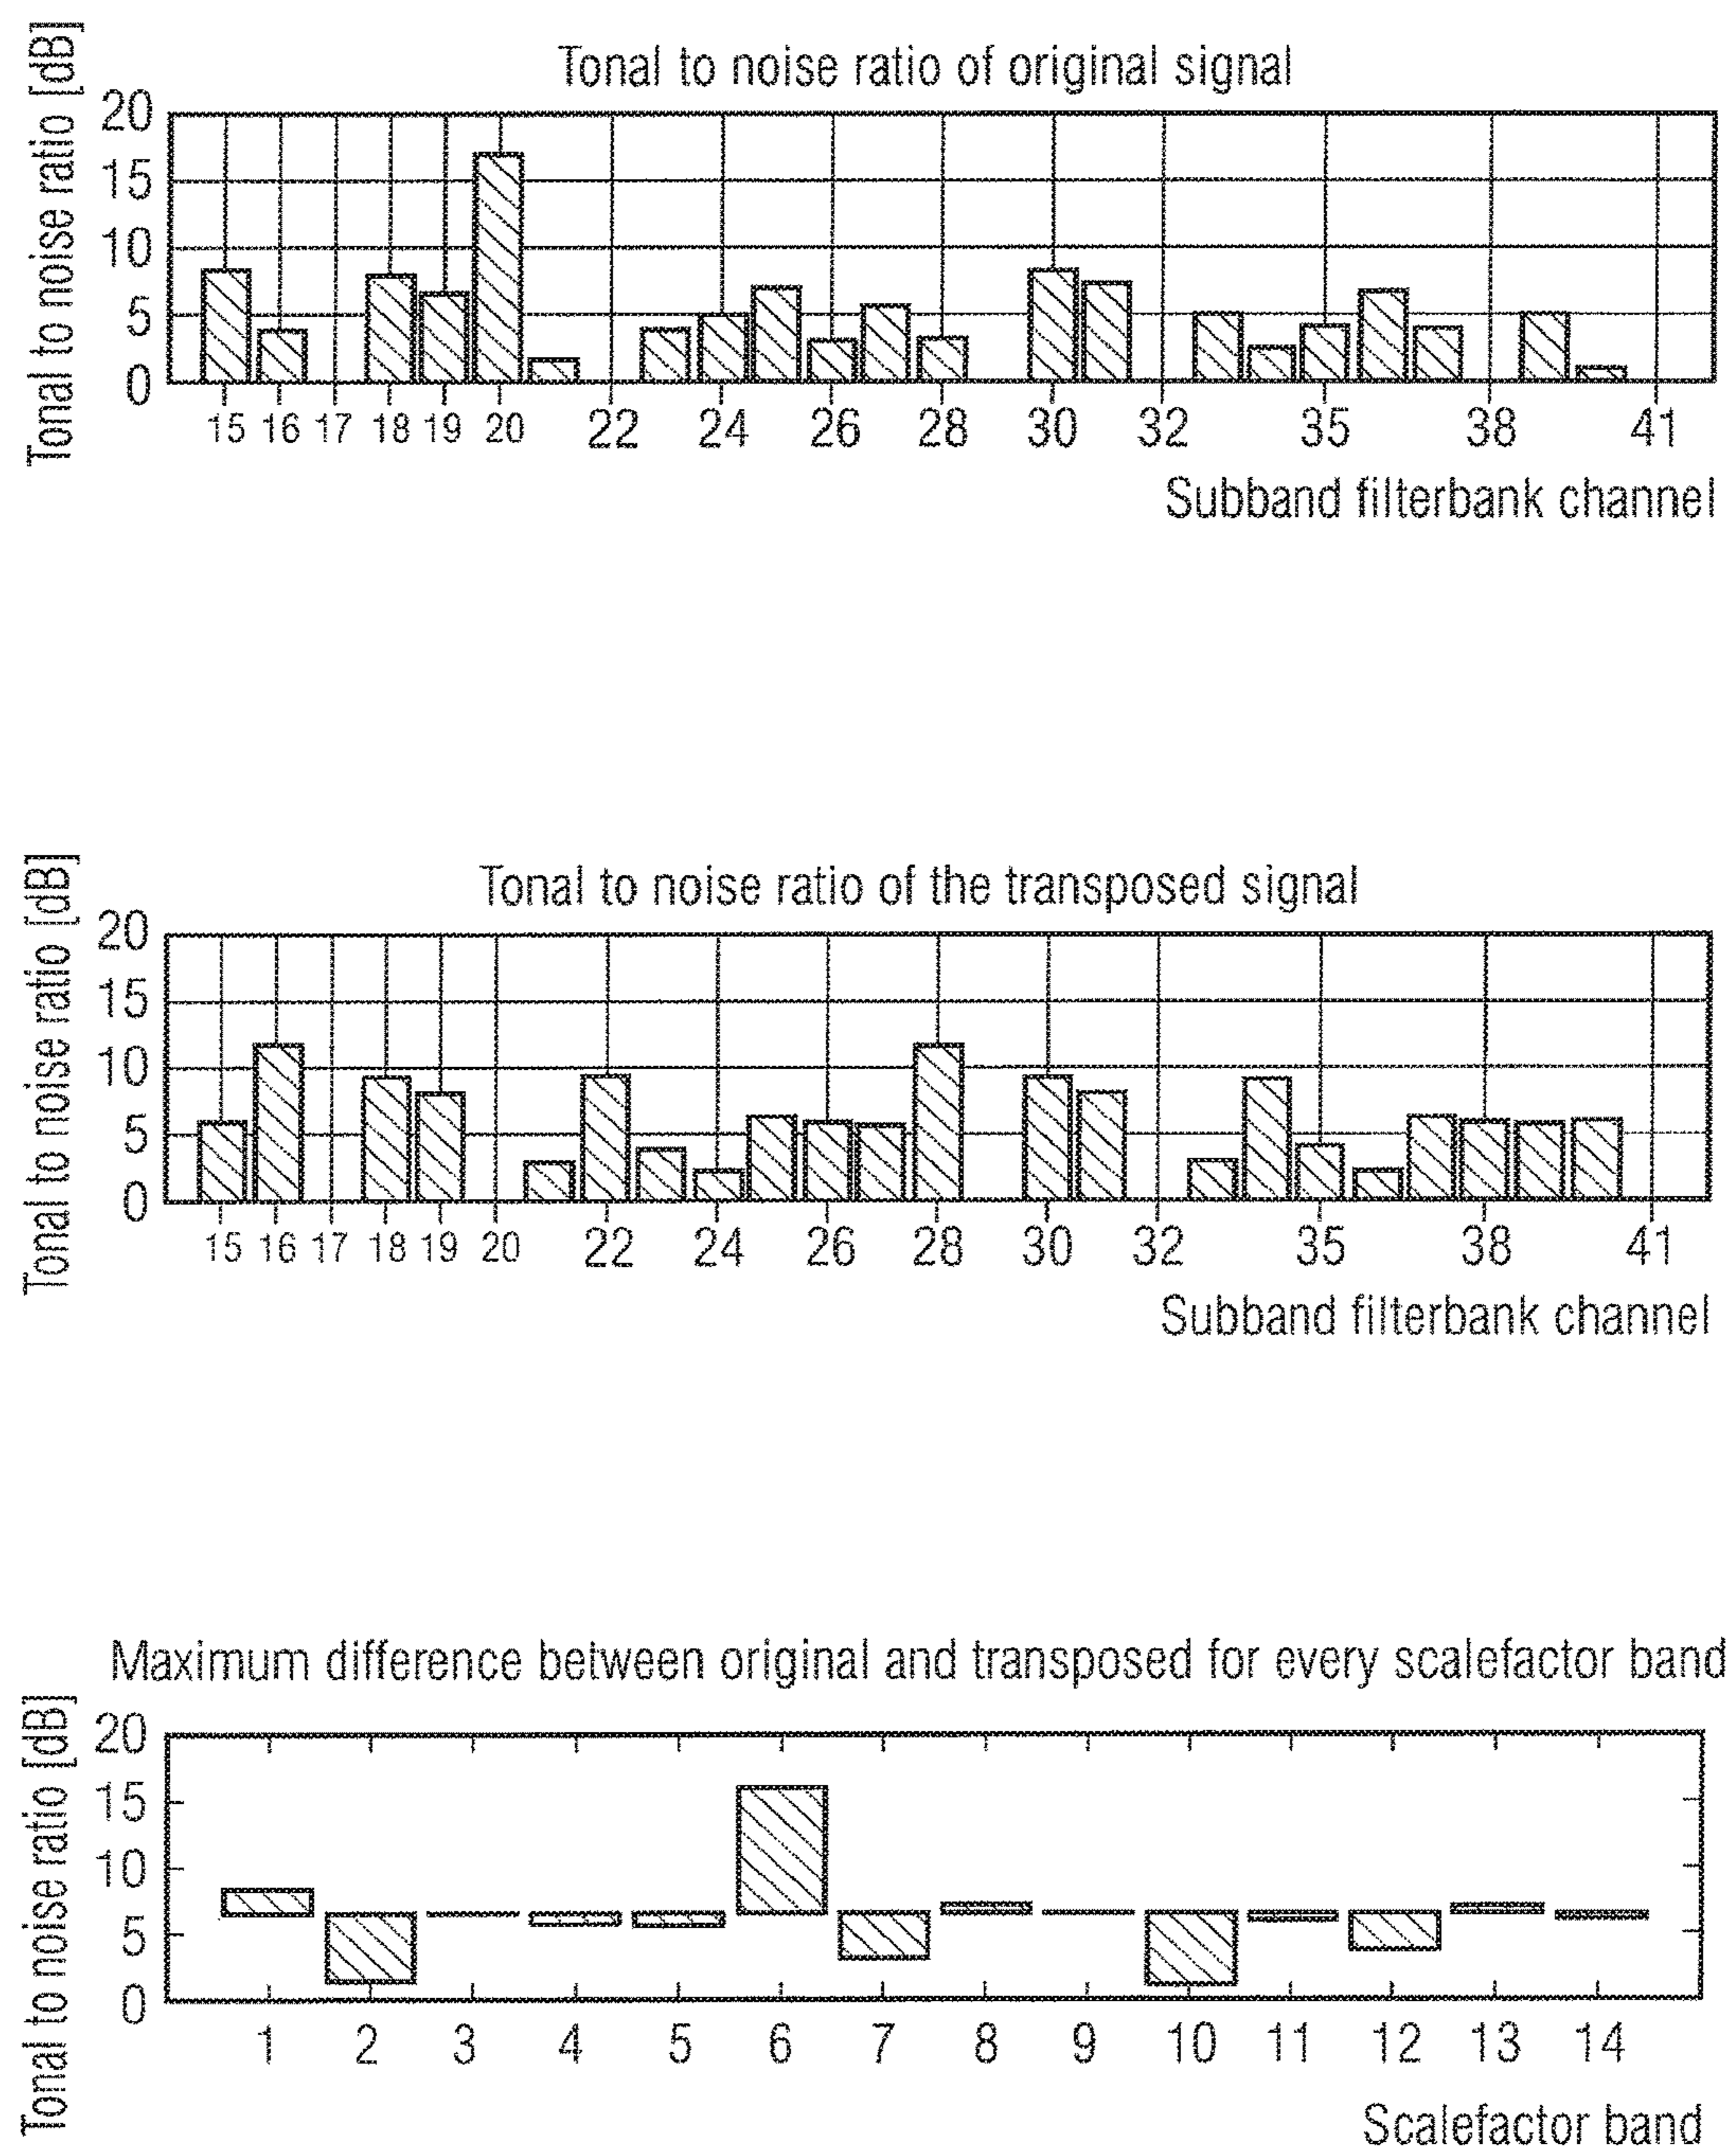 Tonal to noise ratio of original signal
Tonal to noise ratio [dB]
20
15
10
5
0
15 16 17 18 19 20 22 24 26 28 30 32 35 38 41
Subband filterbank channel
Tonal to noise ratio of the transposed signal
Tonal to noise ratio [dB]
20
15
10
5
0
15 16 17 18 19 20 22 24 26 28 30 32 35 38 41
Subband filterbank channel
Maximum difference between original and transposed for every scalefactor band
Tonal to noise ratio [dB]
20
15
10
5
0
1 2 3 4 5 6 7 8 9 10 11 12 13 14
Scalefactor band